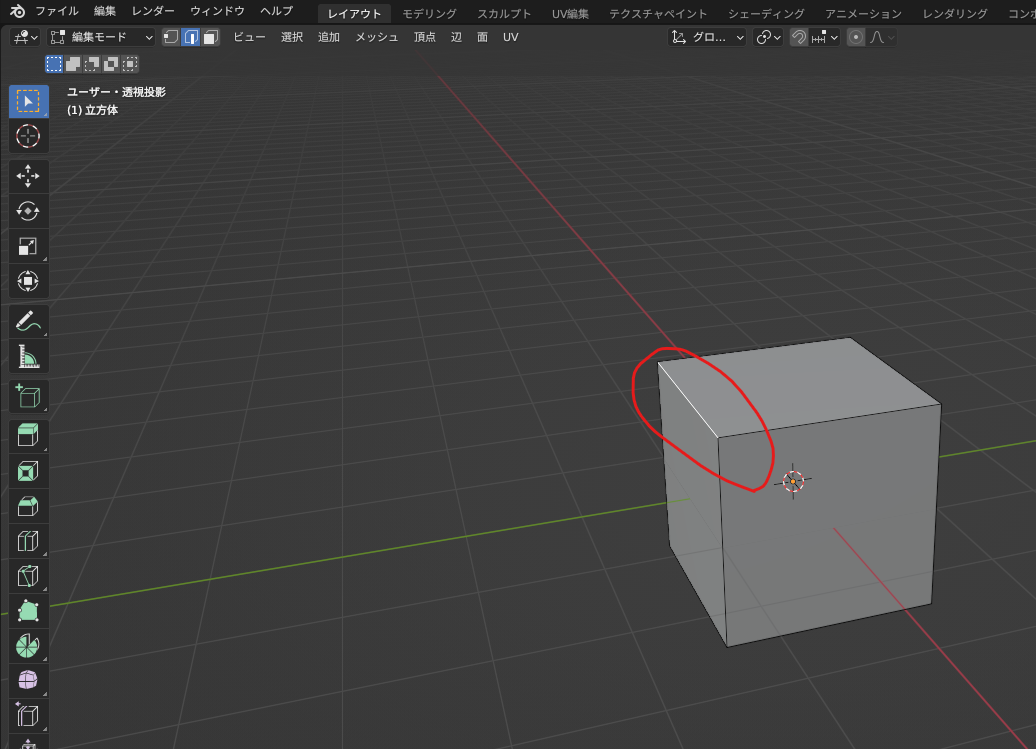 ファイル 編集 レンダー ウィンドウ ヘルプ レイアウト モデリング スカルプト UV編集 テクスチャペイント シェーディング アニメーション レンダリング コンポ
編集モード ビュー 選択 追加 メッシュ 頂点 辺 面 UV グロ...
ユーザー・透視投影
(1) 立方体